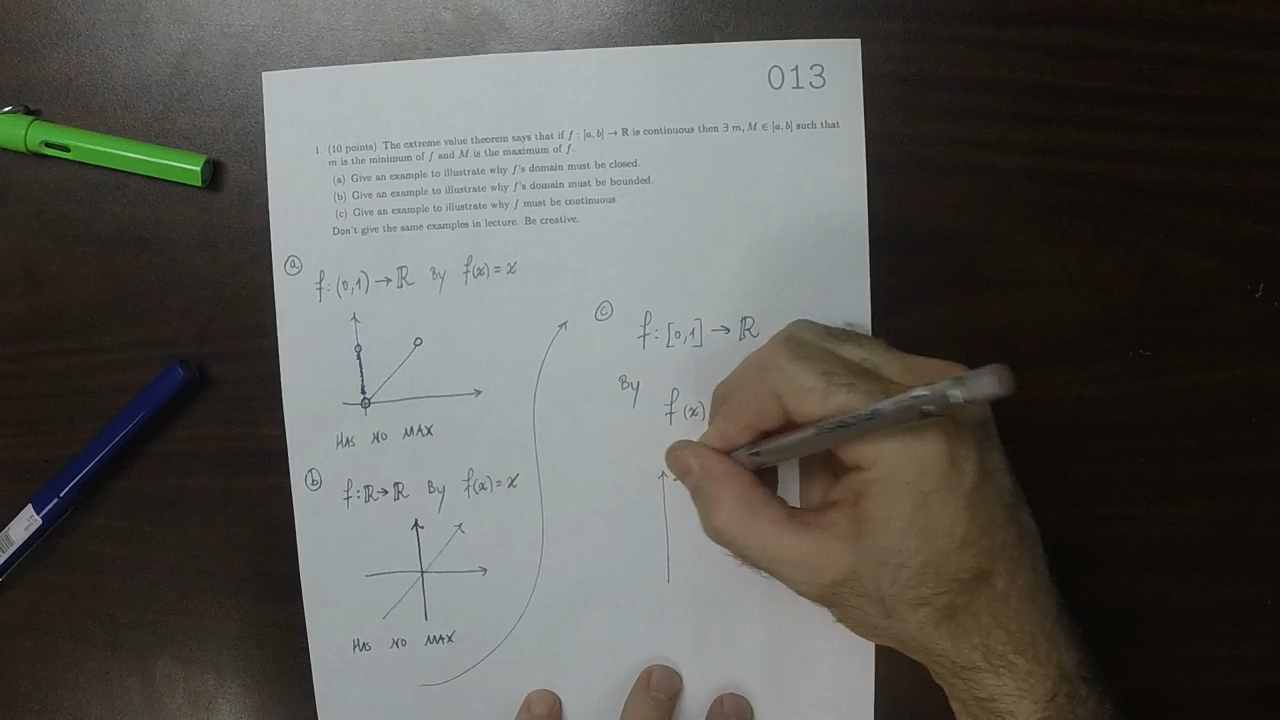 013
1. (10 points) The extreme value theorem says that if f : [a, b] → ℝ is continuous then ∃ m, M ∈ [a, b] such that
m is the minimum of f and M is the maximum of f.
(a) Give an example to illustrate why f's domain must be closed.
(b) Give an example to illustrate why f's domain must be bounded.
(c) Give an example to illustrate why f must be continuous.
Don't give the same examples in lecture. Be creative.
ⓐ f: (0,1) → ℝ By f(x) = x
HAS NO MAX
ⓑ f: ℝ → ℝ By f(x) = x
HAS NO MAX
ⓒ f: [0,1] → ℝ
By f(x)